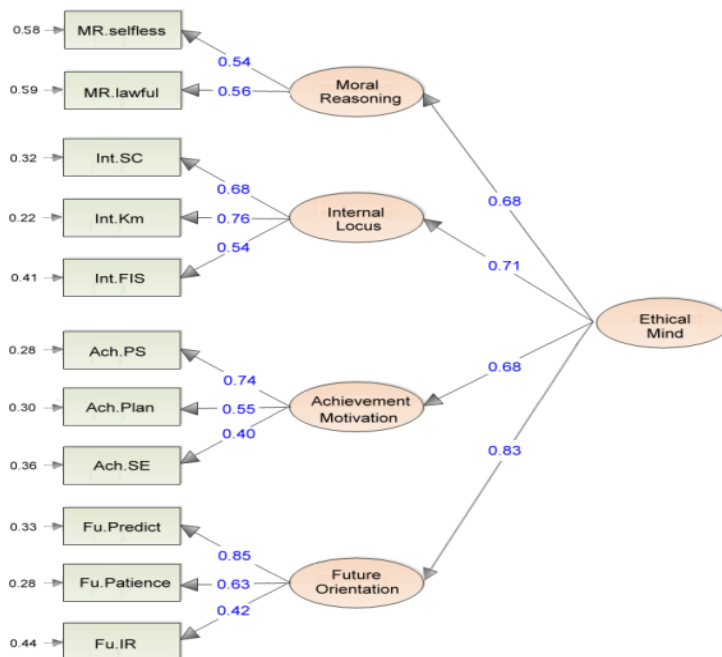 0.58
MR.selfless
0.54
Moral
Reasoning
0.59
MR.lawful
0.56
0.32
Int.SC
0.68
0.68
0.22
Int.Km
0.76
Internal
Locus
0.71
0.54
0.41
Int.FIS
Ethical
Mind
0.28
Ach.PS
0.74
0.68
0.30
Ach.Plan
0.55
Achievement
Motivation
0.40
0.36
Ach.SE
0.83
0.33
Fu.Predict
0.85
0.28
Fu.Patience
0.63
Future
Orientation
0.42
0.44
Fu.IR